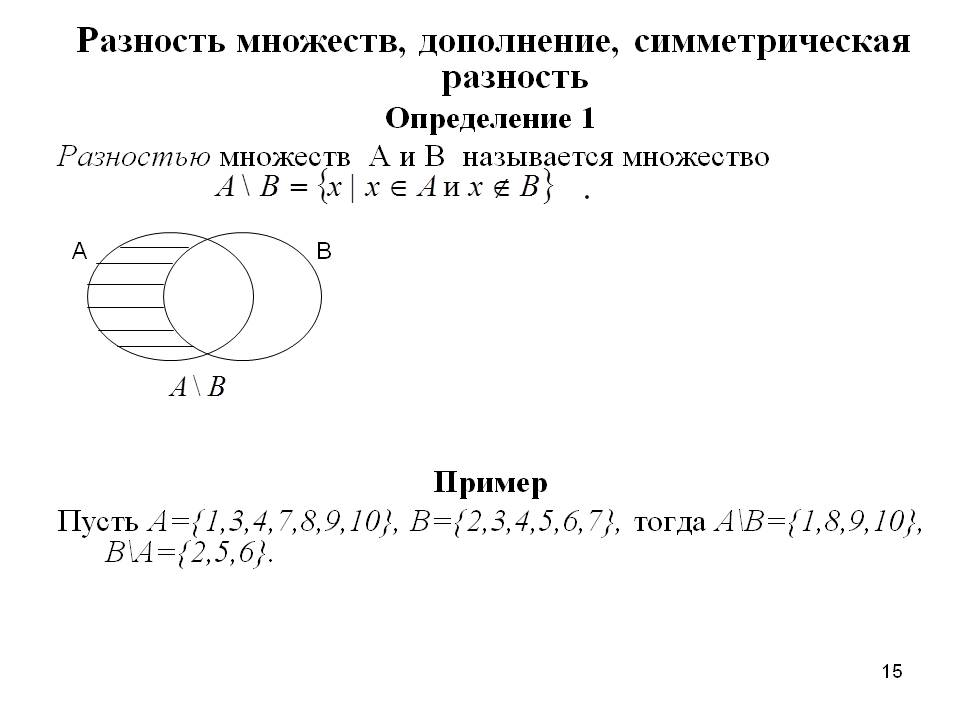 Разность множеств, дополнение, симметрическая
разность
Определение 1
Разностью множеств А и В называется множество
A \ B = {x | x ∈ A и x ∉ B} .
A
B
A \ B
Пример
Пусть A={1,3,4,7,8,9,10}, B={2,3,4,5,6,7}, тогда A\B={1,8,9,10},
B\A={2,5,6}.
15